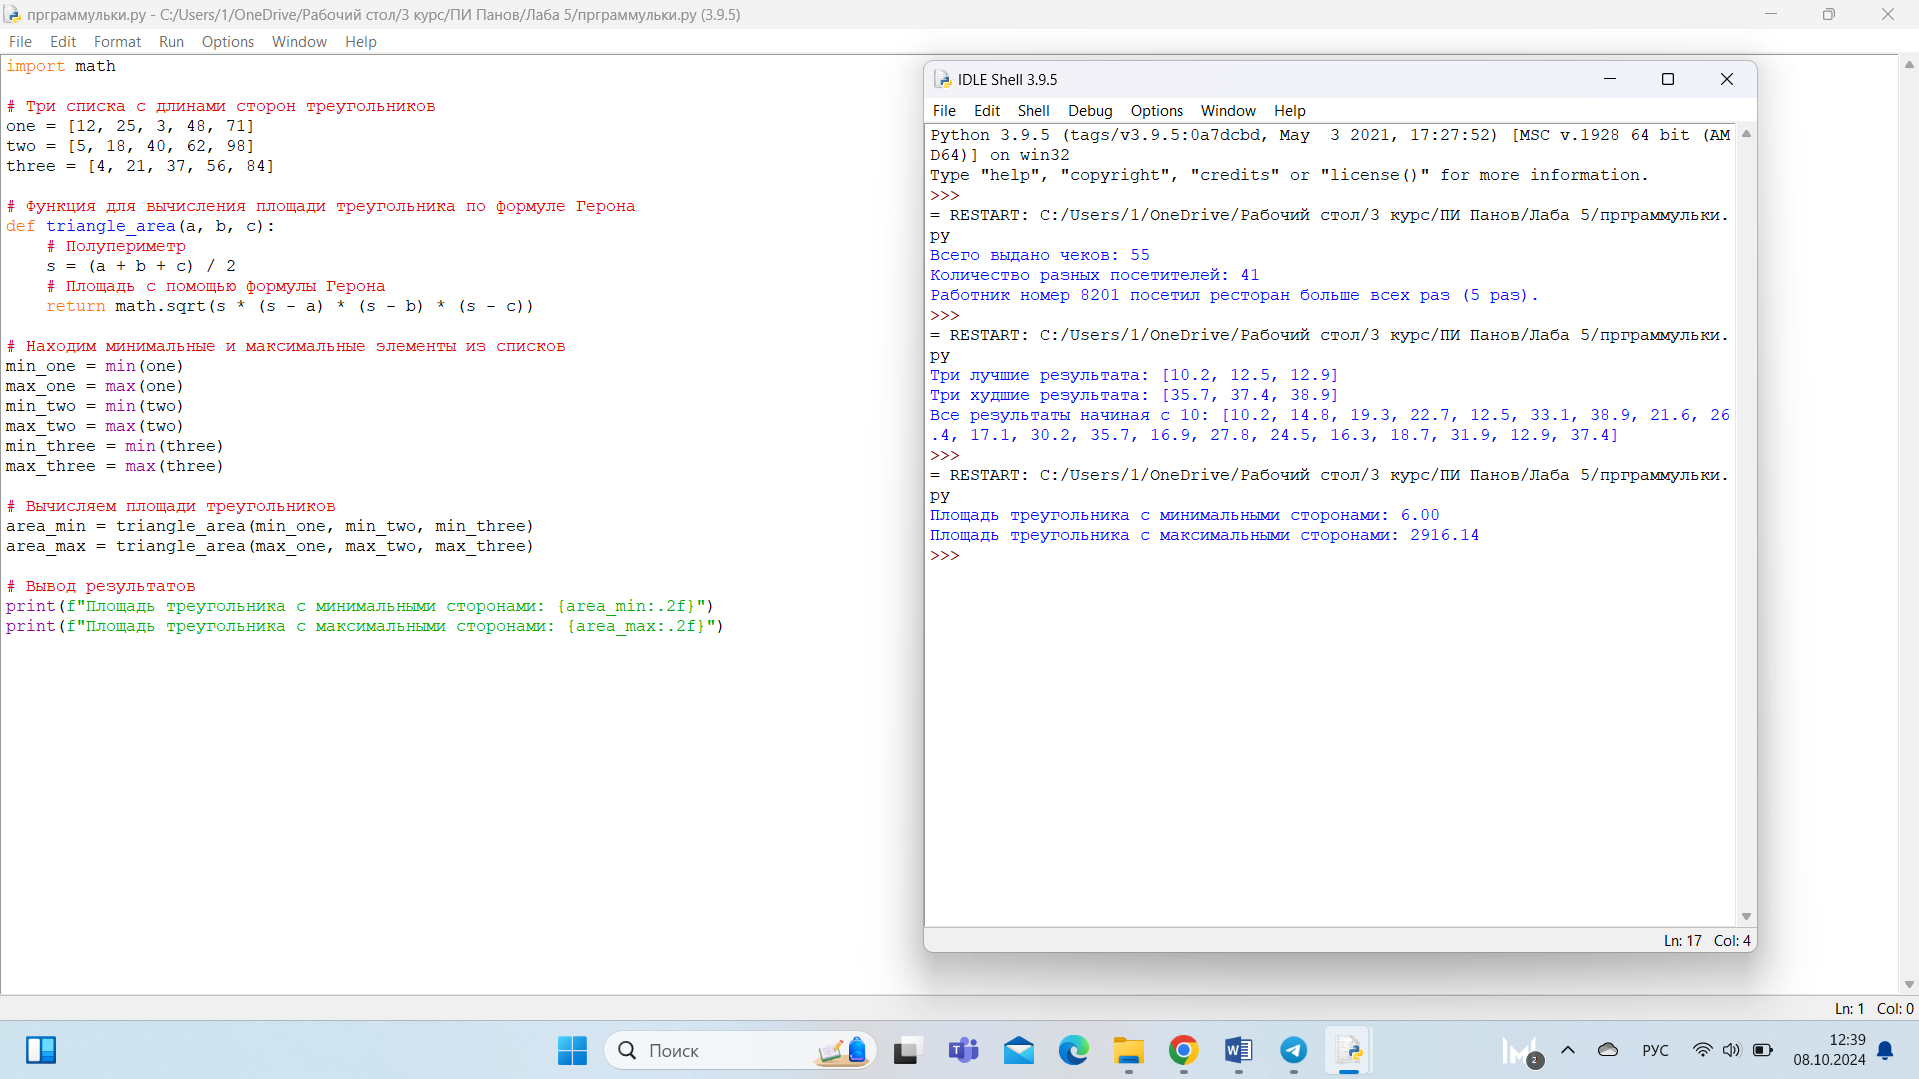 прграммульки.py - C:/Users/1/OneDrive/Рабочий стол/3 курс/ПИ Панов/Лаба 5/прграммульки.py (3.9.5)
File Edit Format Run Options Window Help
import math

# Три списка с длинами сторон треугольников
one = [12, 25, 3, 48, 71]
two = [5, 18, 40, 62, 98]
three = [4, 21, 37, 56, 84]

# Функция для вычисления площади треугольника по формуле Герона
def triangle_area(a, b, c):
    # Полупериметр
    s = (a + b + c) / 2
    # Площадь с помощью формулы Герона
    return math.sqrt(s * (s - a) * (s - b) * (s - c))

# Находим минимальные и максимальные элементы из списков
min_one = min(one)
max_one = max(one)
min_two = min(two)
max_two = max(two)
min_three = min(three)
max_three = max(three)

# Вычисляем площади треугольников
area_min = triangle_area(min_one, min_two, min_three)
area_max = triangle_area(max_one, max_two, max_three)

# Вывод результатов
print(f"Площадь треугольника с минимальными сторонами: {area_min:.2f}")
print(f"Площадь треугольника с максимальными сторонами: {area_max:.2f}")
IDLE Shell 3.9.5
File Edit Shell Debug Options Window Help
Python 3.9.5 (tags/v3.9.5:0a7dcbd, May  3 2021, 17:27:52) [MSC v.1928 64 bit (AM
D64)] on win32
Type "help", "copyright", "credits" or "license()" for more information.
>>>
= RESTART: C:/Users/1/OneDrive/Рабочий стол/3 курс/ПИ Панов/Лаба 5/прграммульки.
py
Всего выдано чеков: 55
Количество разных посетителей: 41
Работник номер 8201 посетил ресторан больше всех раз (5 раз).
>>>
= RESTART: C:/Users/1/OneDrive/Рабочий стол/3 курс/ПИ Панов/Лаба 5/прграммульки.
py
Три лучшие результата: [10.2, 12.5, 12.9]
Три худшие результата: [35.7, 37.4, 38.9]
Все результаты начиная с 10: [10.2, 14.8, 19.3, 22.7, 12.5, 33.1, 38.9, 21.6, 26
.4, 17.1, 30.2, 35.7, 16.9, 27.8, 24.5, 16.3, 18.7, 31.9, 12.9, 37.4]
>>>
= RESTART: C:/Users/1/OneDrive/Рабочий стол/3 курс/ПИ Панов/Лаба 5/прграммульки.
py
Площадь треугольника с минимальными сторонами: 6.00
Площадь треугольника с максимальными сторонами: 2916.14
>>>
Ln: 17 Col: 4
Ln: 1 Col: 0
Поиск
2
РУС
12:39
08.10.2024